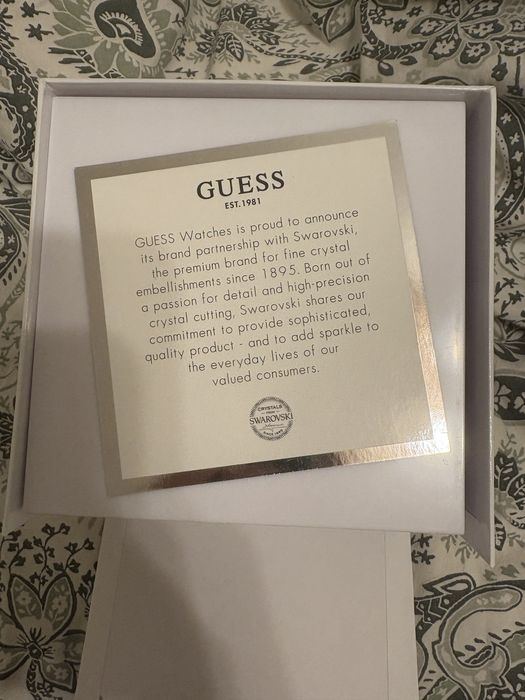 GUESS
EST.1981
GUESS Watches is proud to announce
its brand partnership with Swarovski,
the premium brand for fine crystal
embellishments since 1895. Born out of
a passion for detail and high-precision
crystal cutting, Swarovski shares our
commitment to provide sophisticated,
quality product - and to add sparkle to
the everyday lives of our
valued consumers.
CRYSTALS
FROM
SWAROVSKI
SINCE 1895